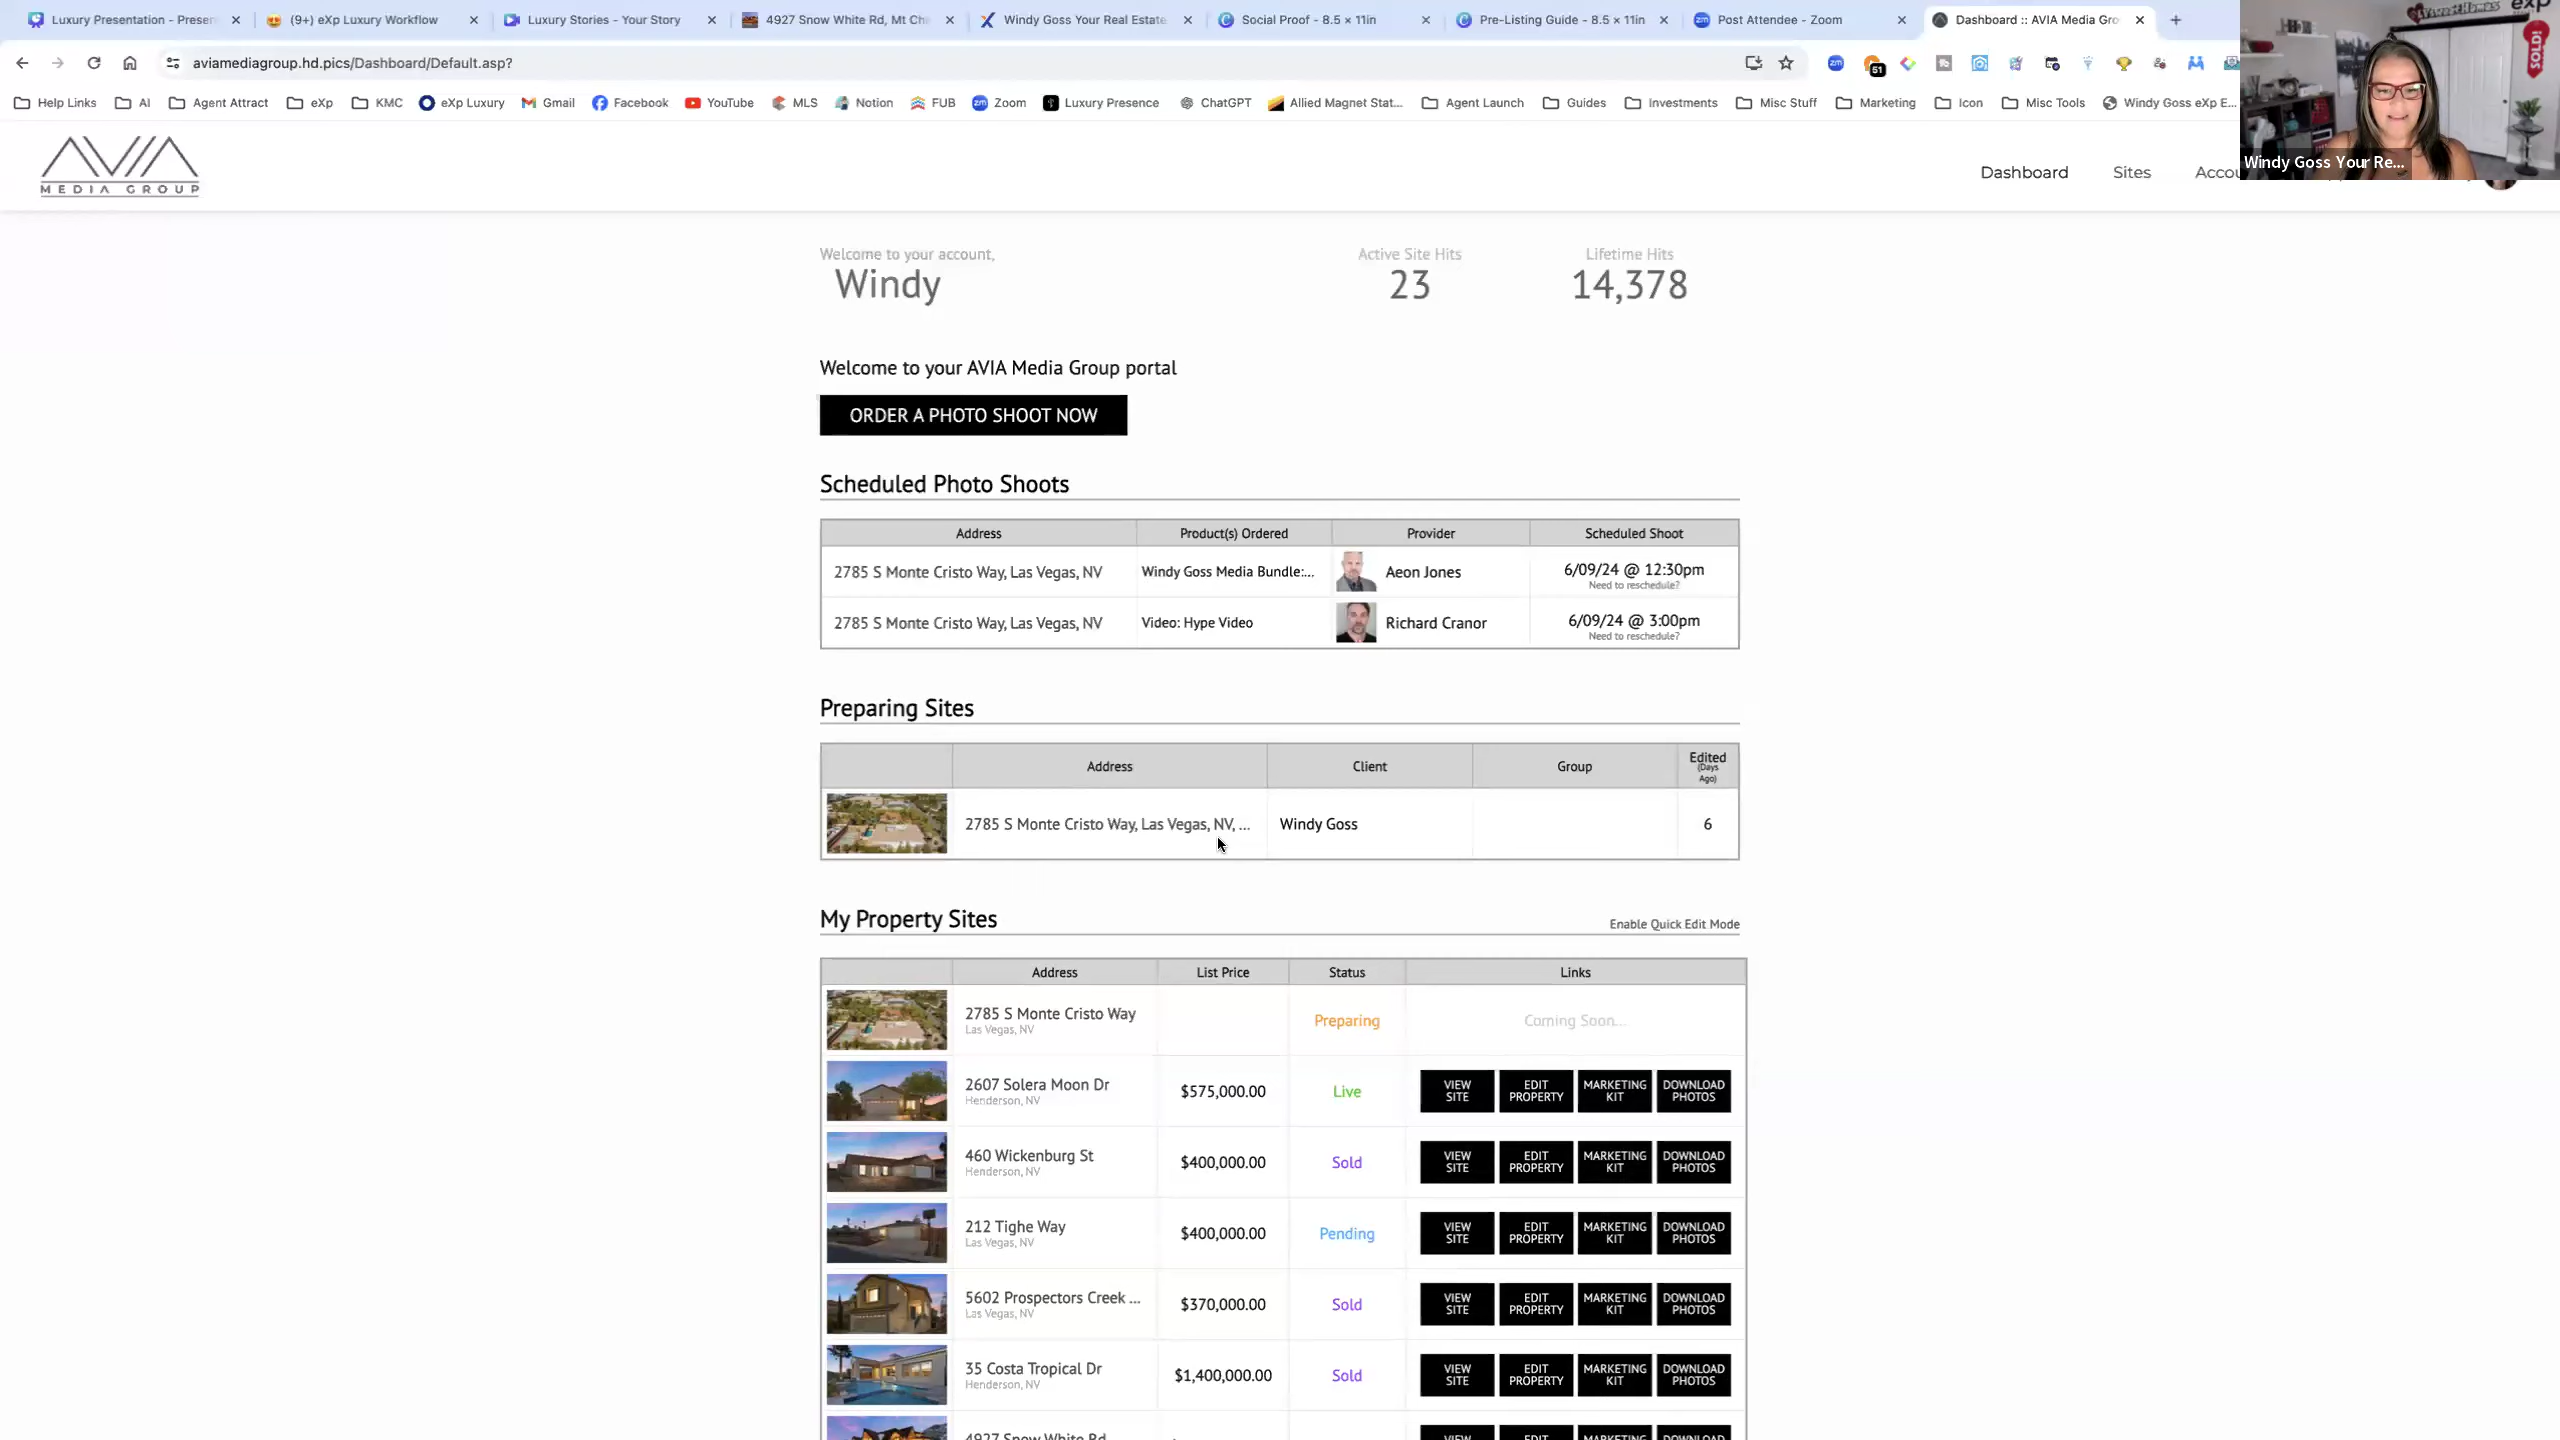 Luxury Presentation - Presen
(9+) eXp Luxury Workflow
Luxury Stories - Your Story
4927 Snow White Rd, Mt Ch
Windy Goss Your Real Estate
Social Proof - 8.5 × 11in
Pre-Listing Guide - 8.5 × 11in
Post Attendee - Zoom
Dashboard :: AVIA Media Gro
aviamediagroup.hd.pics/Dashboard/Default.asp?
zm
51
Help Links
AI
Agent Attract
eXp
KMC
eXp Luxury
Gmail
Facebook
YouTube
MLS
Notion
FUB
Zoom
Luxury Presence
ChatGPT
Allied Magnet Stat...
Agent Launch
Guides
Investments
Misc Stuff
Marketing
Icon
Misc Tools
Windy Goss eXp E...
exp
SOLD!
Windy Goss Your Re...
AVIA
MEDIA GROUP
Dashboard
Sites
Accou
Welcome to your account,
Windy
Active Site Hits
23
Lifetime Hits
14,378
Welcome to your AVIA Media Group portal
ORDER A PHOTO SHOOT NOW
Scheduled Photo Shoots
Address Product(s) Ordered Provider Scheduled Shoot
2785 S Monte Cristo Way, Las Vegas, NV Windy Goss Media Bundle:... Aeon Jones 6/09/24 @ 12:30pm
Need to reschedule?
2785 S Monte Cristo Way, Las Vegas, NV Video: Hype Video Richard Cranor 6/09/24 @ 3:00pm
Need to reschedule?
Preparing Sites
Address Client Group Edited
(Days
Ago)
2785 S Monte Cristo Way, Las Vegas, NV, ... Windy Goss 6
My Property Sites
Enable Quick Edit Mode
Address List Price Status Links
2785 S Monte Cristo Way
Las Vegas, NV
Preparing
Coming Soon...
2607 Solera Moon Dr
Henderson, NV
$575,000.00
Live
VIEW SITE
EDIT PROPERTY
MARKETING KIT
DOWNLOAD PHOTOS
460 Wickenburg St
Henderson, NV
$400,000.00
Sold
VIEW SITE
EDIT PROPERTY
MARKETING KIT
DOWNLOAD PHOTOS
212 Tighe Way
Las Vegas, NV
$400,000.00
Pending
VIEW SITE
EDIT PROPERTY
MARKETING KIT
DOWNLOAD PHOTOS
5602 Prospectors Creek ...
Las Vegas, NV
$370,000.00
Sold
VIEW SITE
EDIT PROPERTY
MARKETING KIT
DOWNLOAD PHOTOS
35 Costa Tropical Dr
Henderson, NV
$1,400,000.00
Sold
VIEW SITE
EDIT PROPERTY
MARKETING KIT
DOWNLOAD PHOTOS
4927 Snow White Rd
VIEW
EDIT
MARKETING
DOWNLOAD